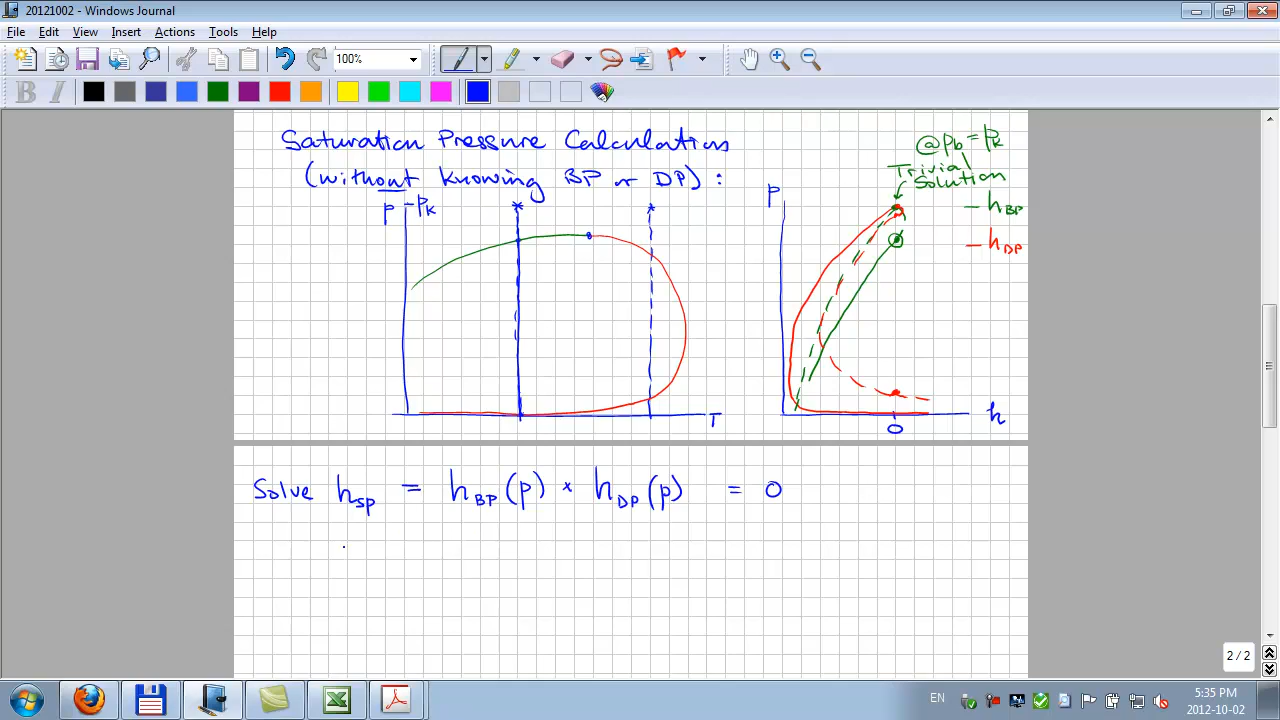 20121002 - Windows Journal
File Edit View Insert Actions Tools Help
100%
B I
Saturation Pressure Calculation
(without knowing BP or DP) :
@ Pb = Pk
Trivial
Solution
P
Pk
* *
T
P
— hBP
— hDP
0
h
Solve hSP = hBP (p) * hDP (p) = 0
2 / 2
EN
5:35 PM
2012-10-02